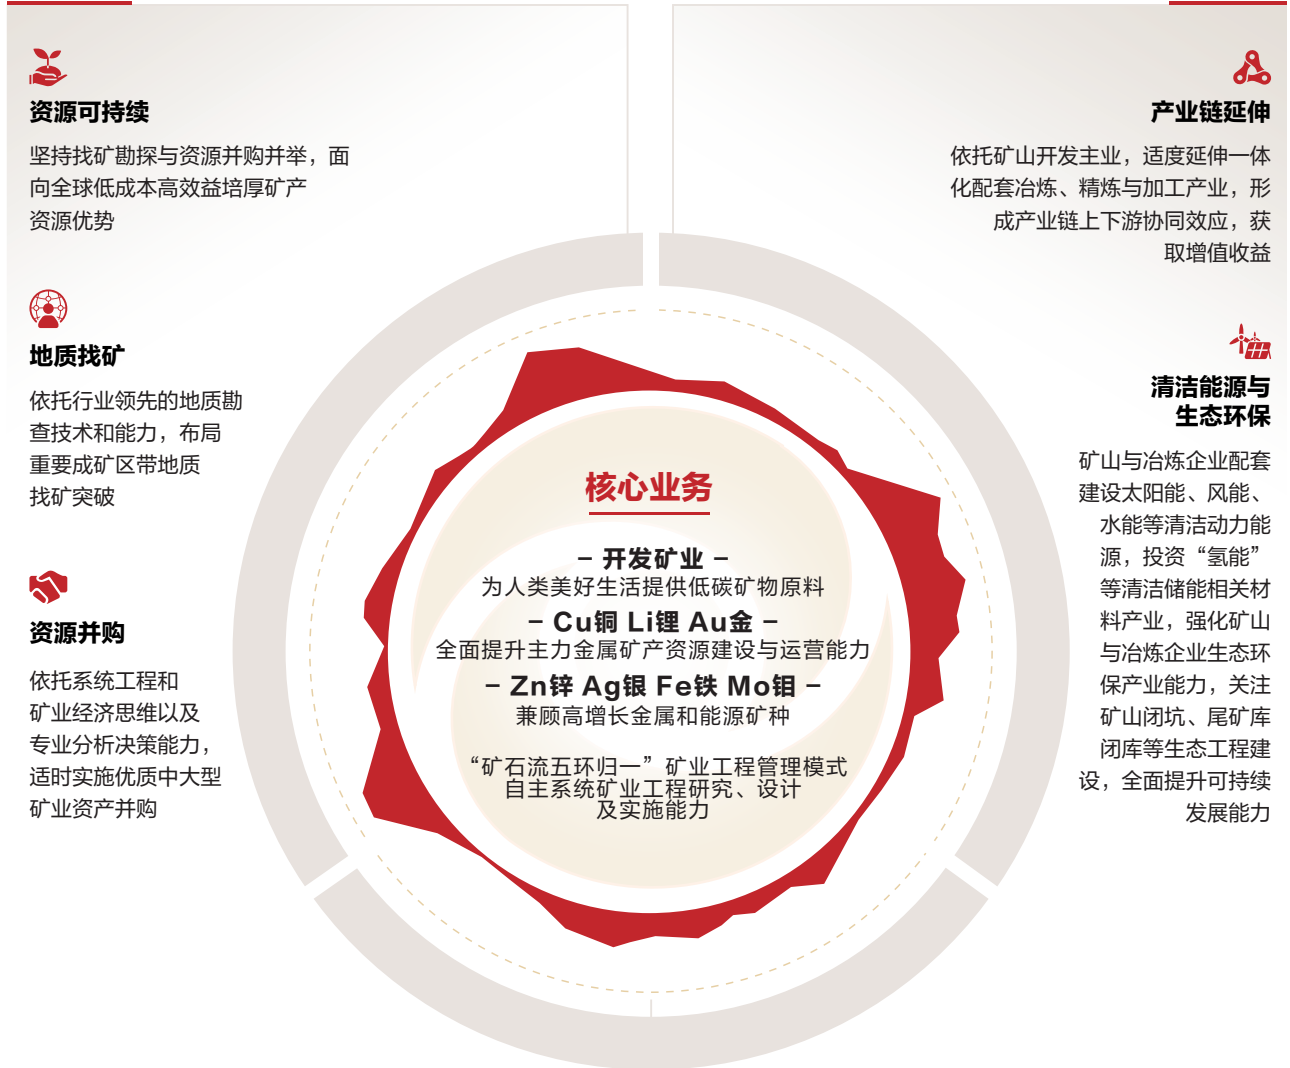 资源可持续
坚持找矿勘探与资源并购并举，面
向全球低成本高效益培厚矿产
资源优势
地质找矿
依托行业领先的地质勘
查技术和能力，布局
重要成矿区带地质
找矿突破
资源并购
依托系统工程和
矿业经济思维以及
专业分析决策能力，
适时实施优质中大型
矿业资产并购
核心业务
– 开发矿业 –
为人类美好生活提供低碳矿物原料
– Cu铜 Li锂 Au金 –
全面提升主力金属矿产资源建设与运营能力
– Zn锌 Ag银 Fe铁 Mo钼 –
兼顾高增长金属和能源矿种
“矿石流五环归一”矿业工程管理模式
自主系统矿业工程研究、设计
及实施能力
产业链延伸
依托矿山开发主业，适度延伸一体
化配套冶炼、精炼与加工产业，形
成产业链上下游协同效应，获
取增值收益
清洁能源与
生态环保
矿山与冶炼企业配套
建设太阳能、风能、
水能等清洁动力能
源，投资“氢能”
等清洁储能相关材
料产业，强化矿山
与冶炼企业生态环
保产业能力，关注
矿山闭坑、尾矿库
闭库等生态工程建
设，全面提升可持续
发展能力